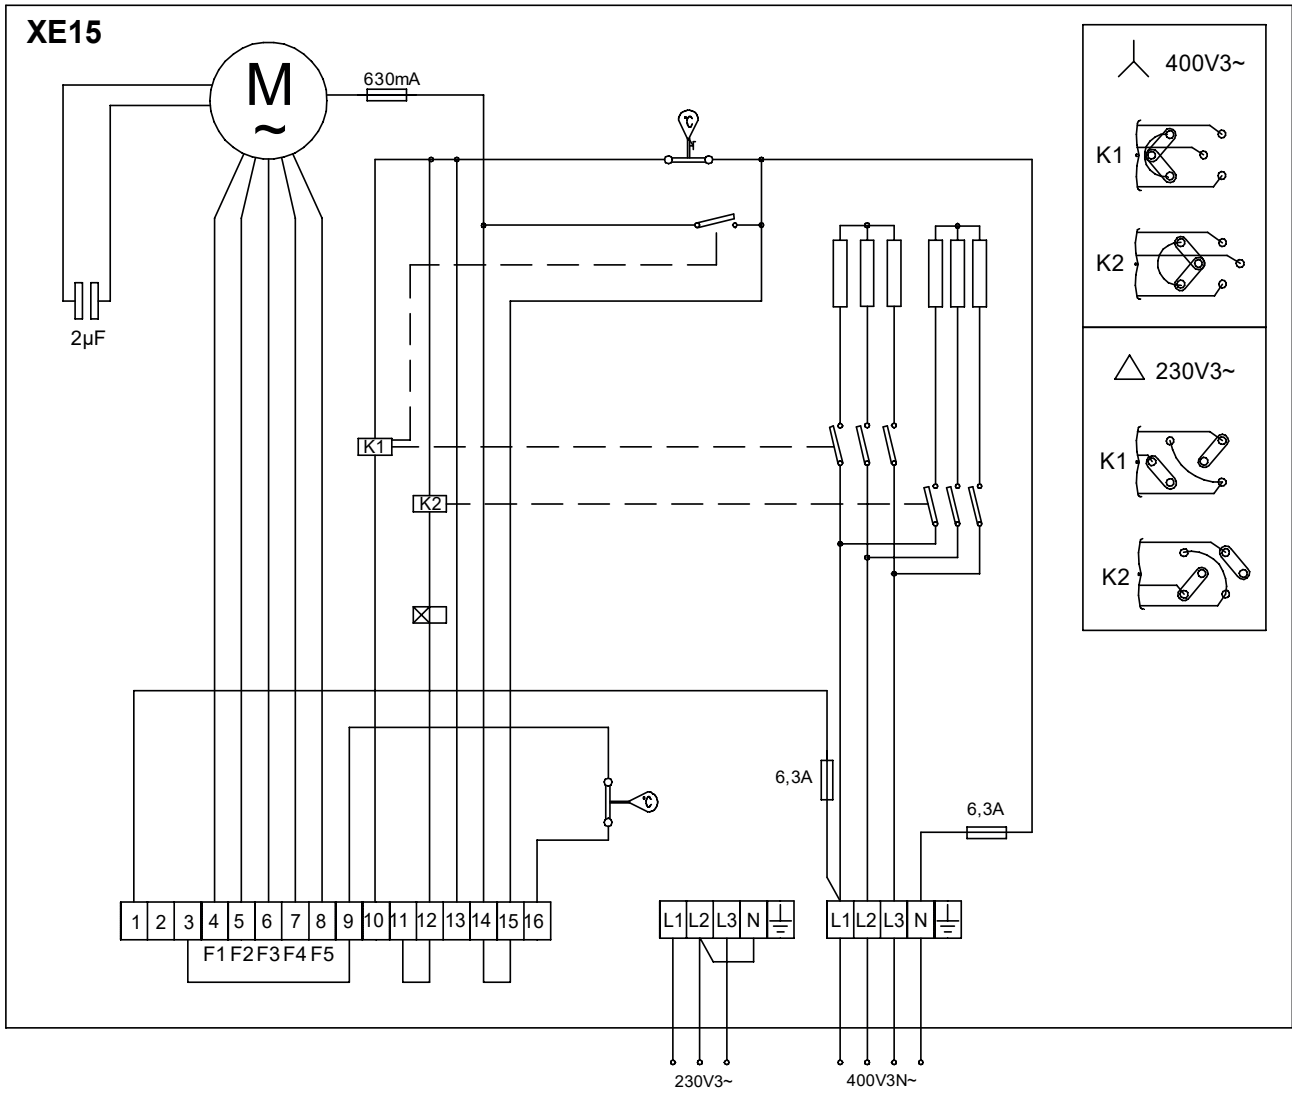 XE15
M
~
630mA
℃
2µF
K1
K2
6,3A
℃
6,3A
1 2 3 4 5 6 7 8 9 10 11 12 13 14 15 16
F1 F2 F3 F4 F5
L1 L2 L3 N
L1 L2 L3 N
230V3~
400V3N~
400V3~
K1
K2
230V3~
K1
K2